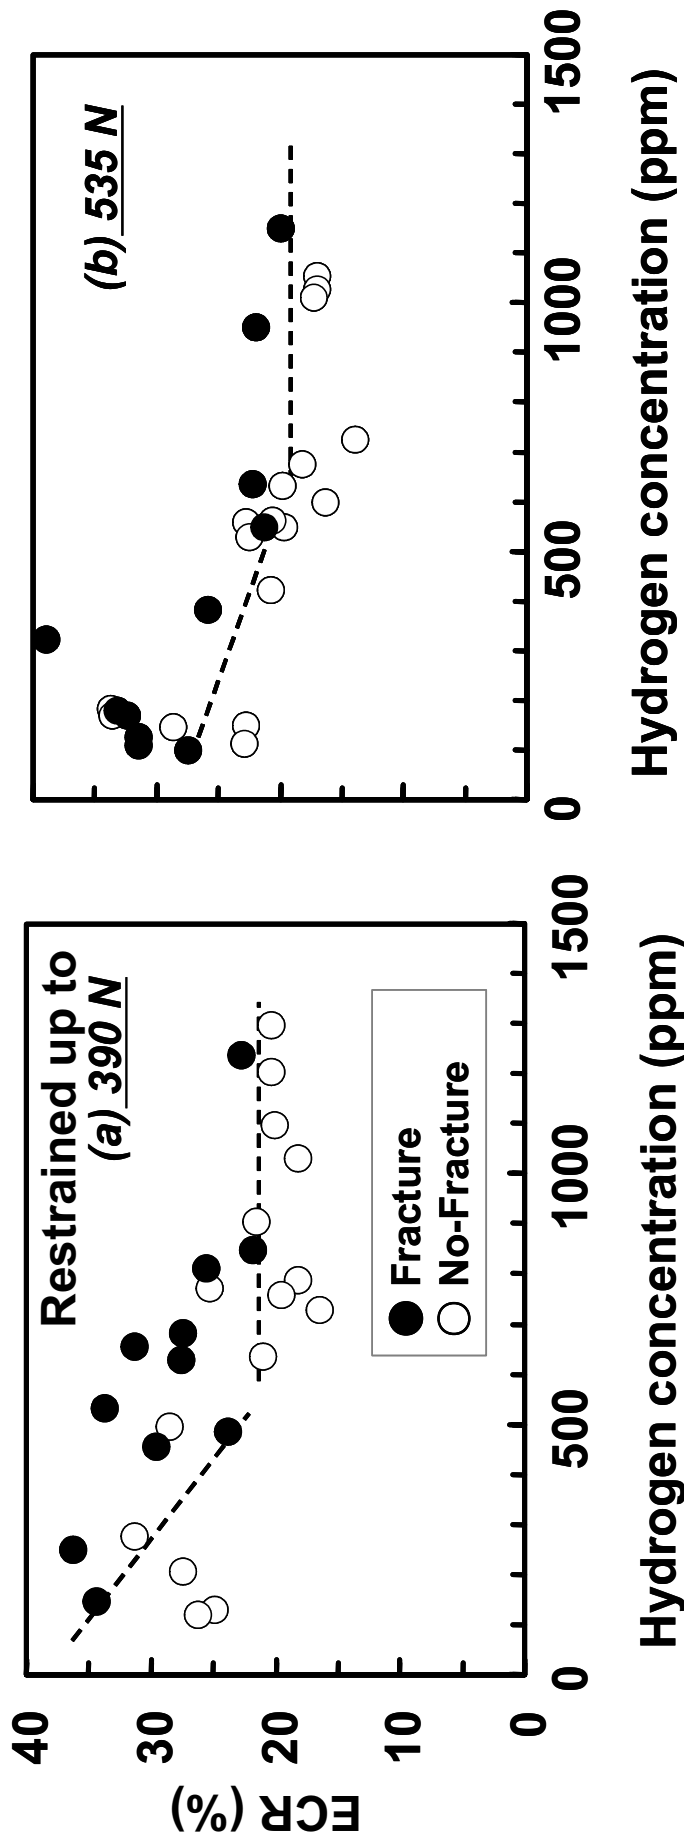 Restrained up to
(a) 390 N
Fracture
No-Fracture
40
30
20
10
0
ECR (%)
0
500
1000
1500
Hydrogen concentration (ppm)
(b) 535 N
0
500
1000
1500
Hydrogen concentration (ppm)